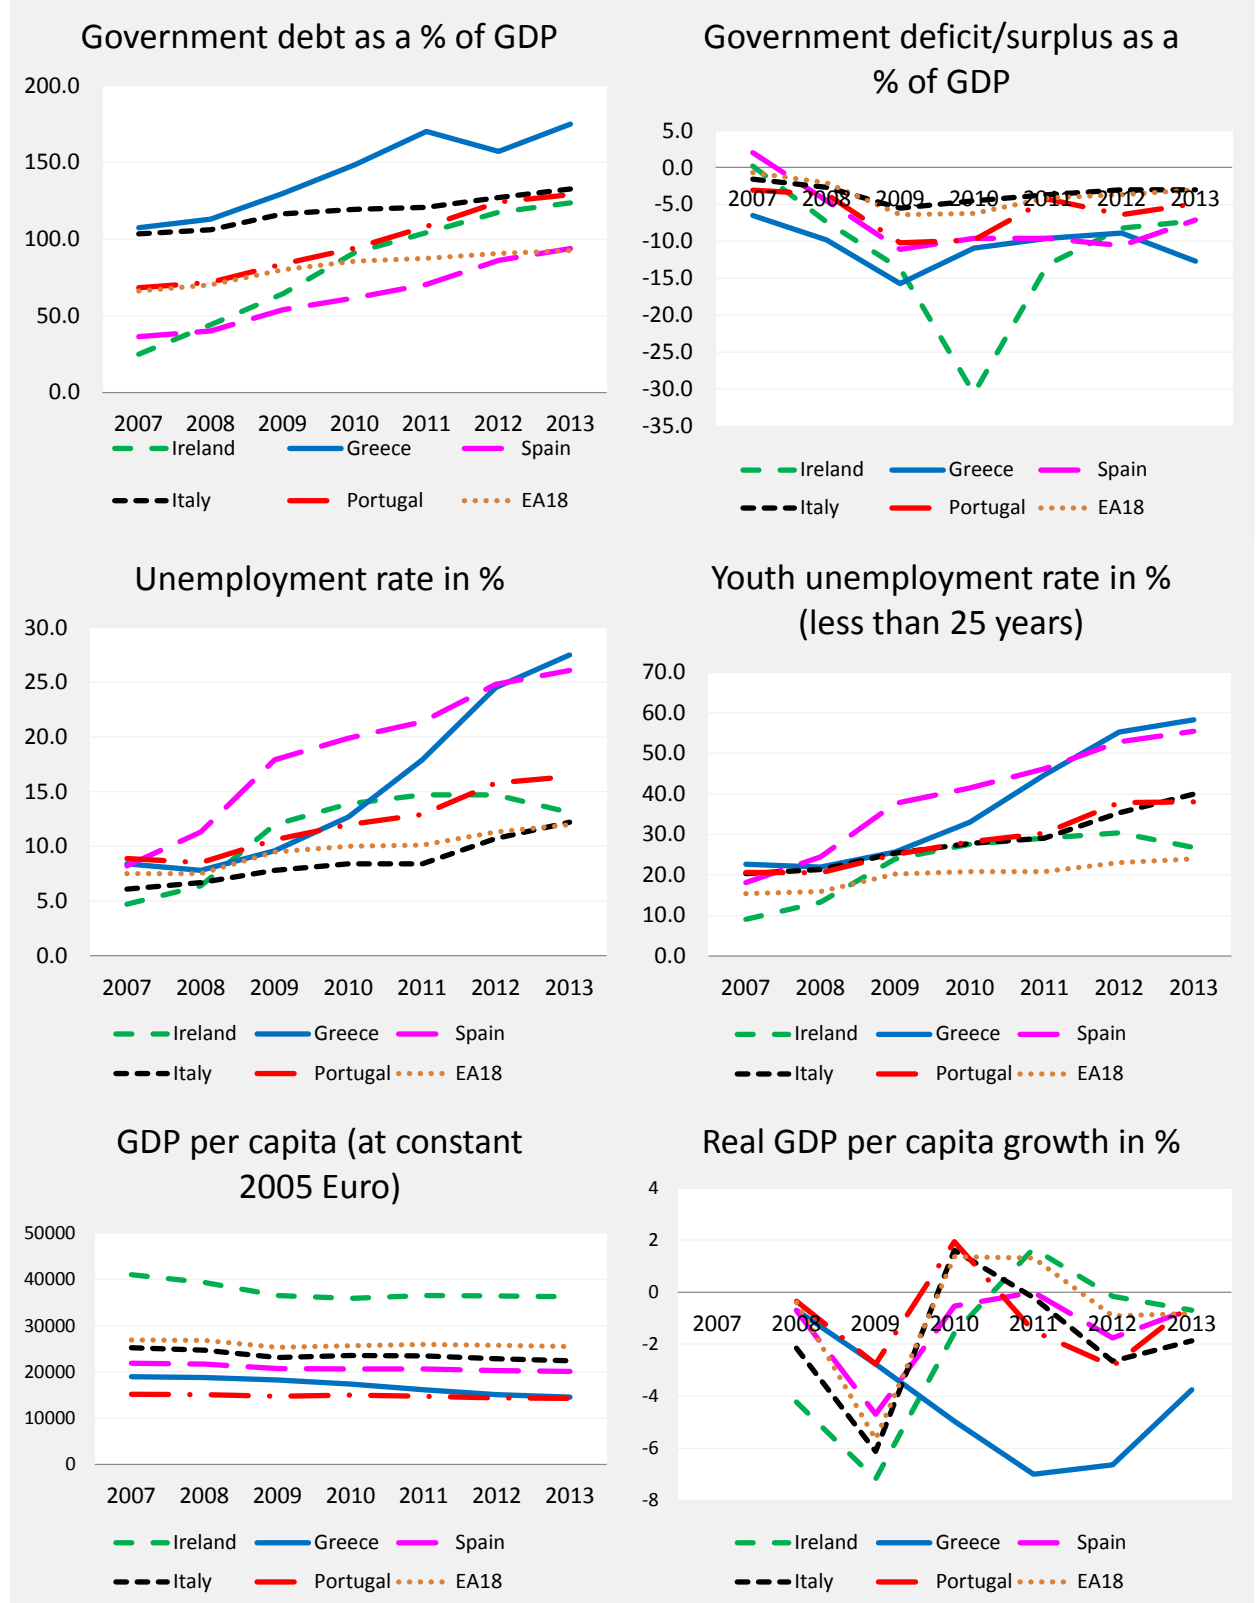 Government debt as a % of GDP
200.0
150.0
100.0
50.0
0.0
2007 2008 2009 2010 2011 2012 2013
Ireland Greece Spain
Italy Portugal EA18
Government deficit/surplus as a
% of GDP
5.0
0.0
-5.0
-10.0
-15.0
-20.0
-25.0
-30.0
-35.0
2007 2008 2009 2010 2011 2012 2013
Ireland Greece Spain
Italy Portugal EA18
Unemployment rate in %
30.0
25.0
20.0
15.0
10.0
5.0
0.0
2007 2008 2009 2010 2011 2012 2013
Ireland Greece Spain
Italy Portugal EA18
Youth unemployment rate in %
(less than 25 years)
70.0
60.0
50.0
40.0
30.0
20.0
10.0
0.0
2007 2008 2009 2010 2011 2012 2013
Ireland Greece Spain
Italy Portugal EA18
GDP per capita (at constant
2005 Euro)
50000
40000
30000
20000
10000
0
2007 2008 2009 2010 2011 2012 2013
Ireland Greece Spain
Italy Portugal EA18
Real GDP per capita growth in %
4
2
0
-2
-4
-6
-8
2007 2008 2009 2010 2011 2012 2013
Ireland Greece Spain
Italy Portugal EA18